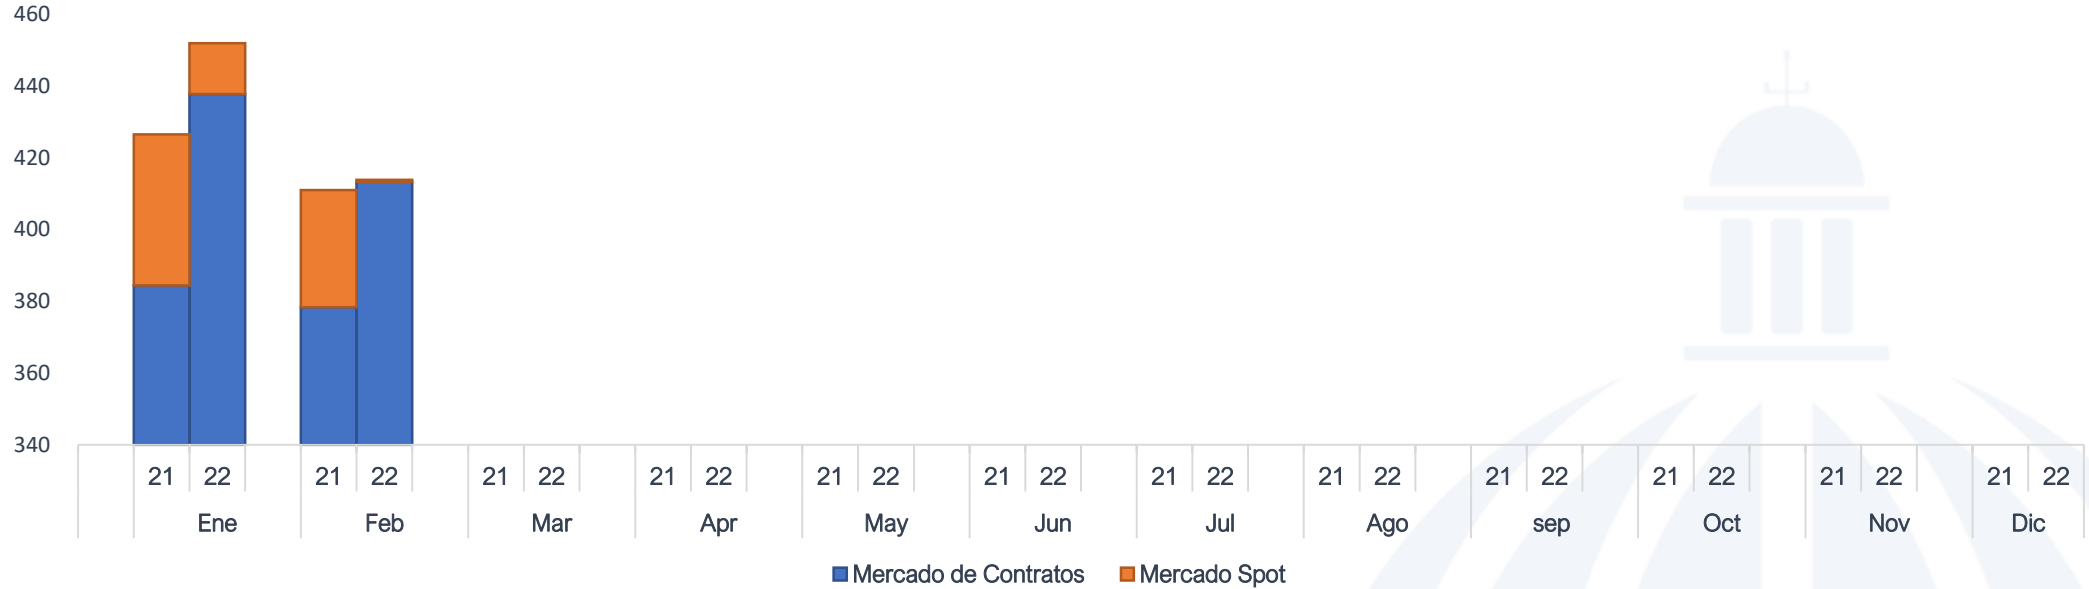 460
440
420
400
380
360
340
21 22 21 22 21 22 21 22 21 22 21 22 21 22 21 22 21 22 21 22 21 22 21 22
Ene Feb Mar Apr May Jun Jul Ago sep Oct Nov Dic
Mercado de Contratos Mercado Spot